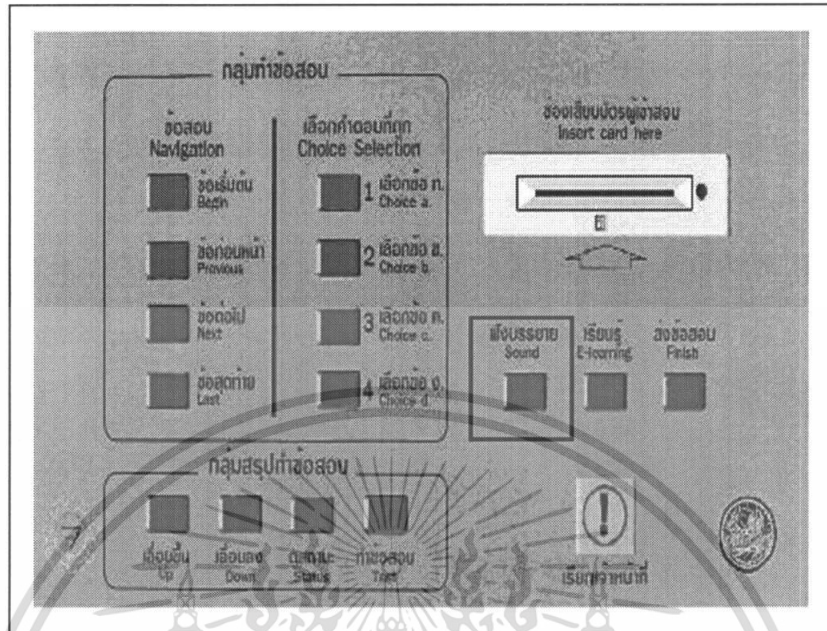 กลุ่มทำข้อสอบ
ข้อสอบ
Navigation
ข้อเริ่มต้น
Begin
ข้อก่อนหน้า
Previous
ข้อต่อไป
Next
ข้อสุดท้าย
Last
เลือกคำตอบที่ถูก
Choice Selection
1 เลือกข้อ ก.
Choice a.
2 เลือกข้อ ข.
Choice b.
3 เลือกข้อ ค.
Choice c.
4 เลือกข้อ ง.
Choice d.
ช่องเสียบบัตรผู้เข้าสอบ
Insert card here
ฟังบรรยาย
Sound
เรียนรู้
E-learning
ส่งข้อสอบ
Finish
กลุ่มสรุปทำข้อสอบ
เลื่อนขึ้น
Up
เลื่อนลง
Down
ดูสถานะ
Status
ทำข้อสอบ
Test
เรียกเจ้าหน้าที่